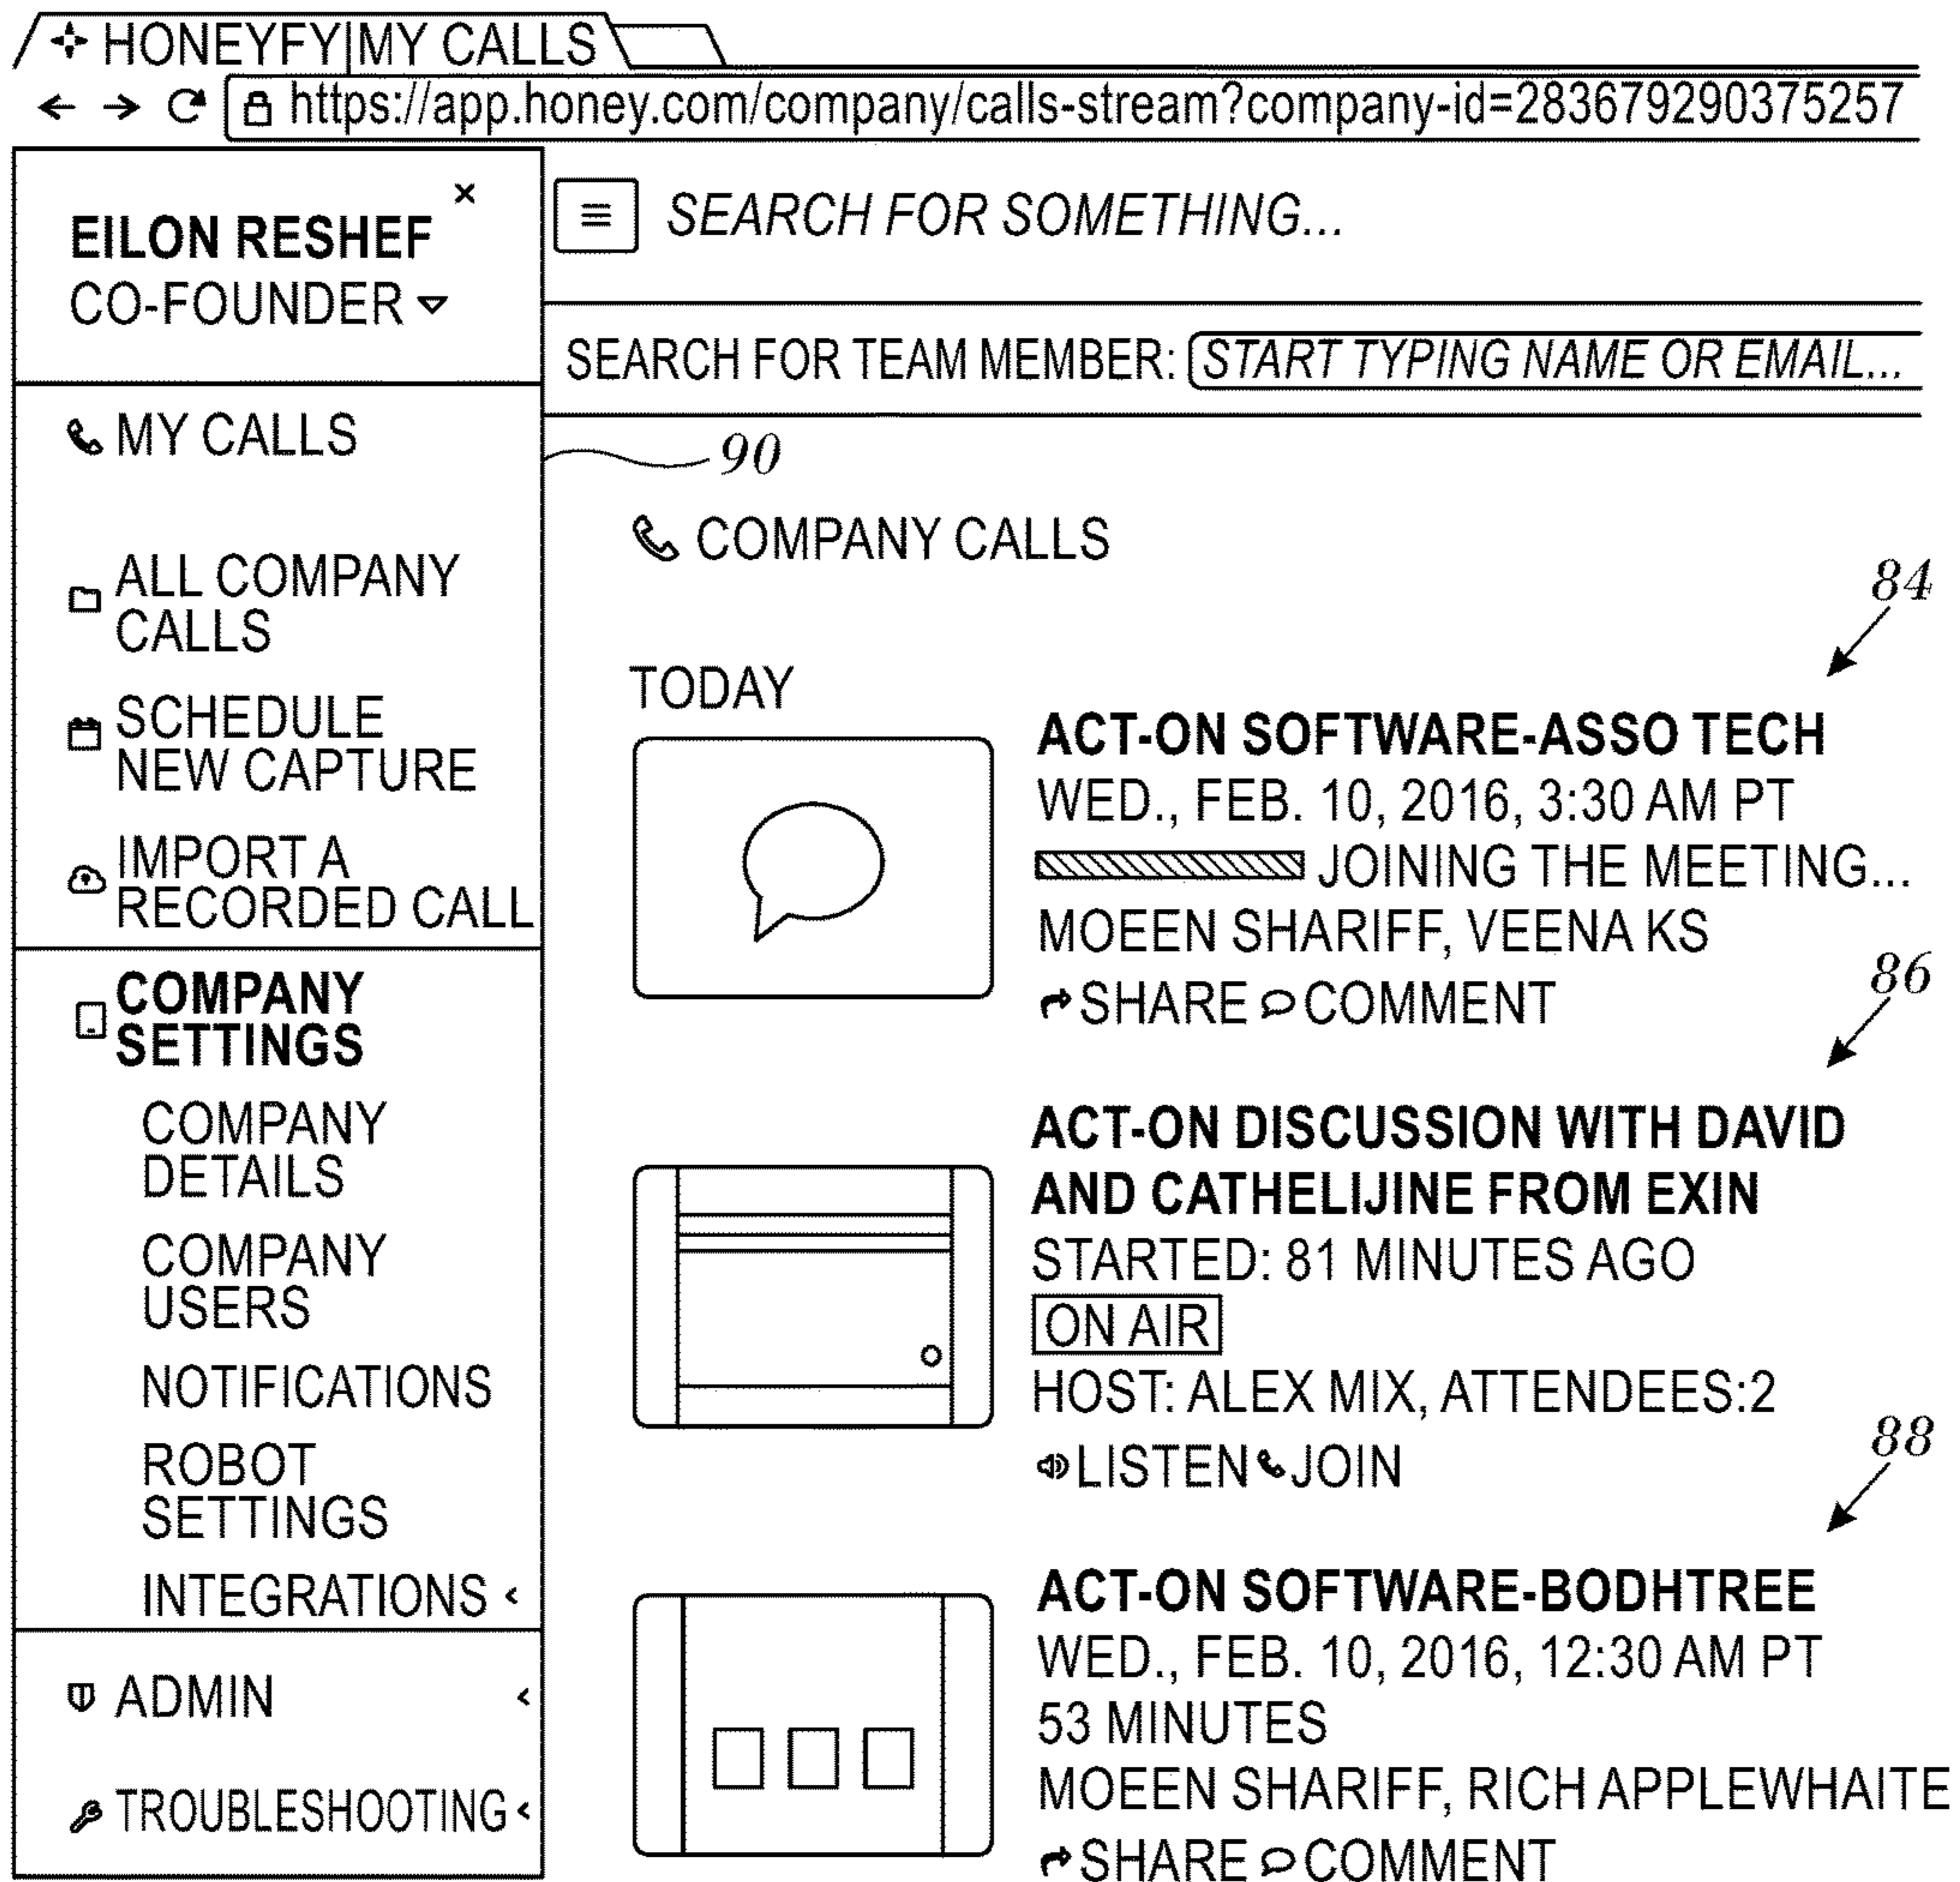 HONEYFY|MY CALLS
https://app.honey.com/company/calls-stream?company-id=283679290375257
EILON RESHEF
CO-FOUNDER
MY CALLS
ALL COMPANY
CALLS
SCHEDULE
NEW CAPTURE
IMPORT A
RECORDED CALL
COMPANY
SETTINGS
COMPANY
DETAILS
COMPANY
USERS
NOTIFICATIONS
ROBOT
SETTINGS
INTEGRATIONS <
ADMIN <
TROUBLESHOOTING <
SEARCH FOR SOMETHING...
SEARCH FOR TEAM MEMBER: START TYPING NAME OR EMAIL...
90
COMPANY CALLS
84
TODAY
ACT-ON SOFTWARE-ASSO TECH
WED., FEB. 10, 2016, 3:30 AM PT
JOINING THE MEETING...
MOEEN SHARIFF, VEENA KS
SHARE COMMENT
86
ACT-ON DISCUSSION WITH DAVID
AND CATHELIJINE FROM EXIN
STARTED: 81 MINUTES AGO
ON AIR
HOST: ALEX MIX, ATTENDEES:2
LISTEN JOIN
88
ACT-ON SOFTWARE-BODHTREE
WED., FEB. 10, 2016, 12:30 AM PT
53 MINUTES
MOEEN SHARIFF, RICH APPLEWHAITE
SHARE COMMENT